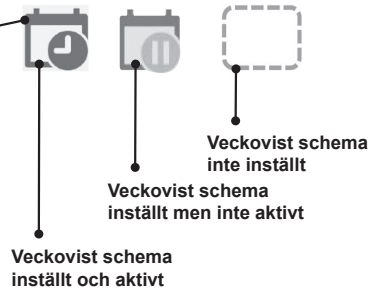 Veckovist schema
inte inställt
Veckovist schema
inställt men inte aktivt
Veckovist schema
inställt och aktivt